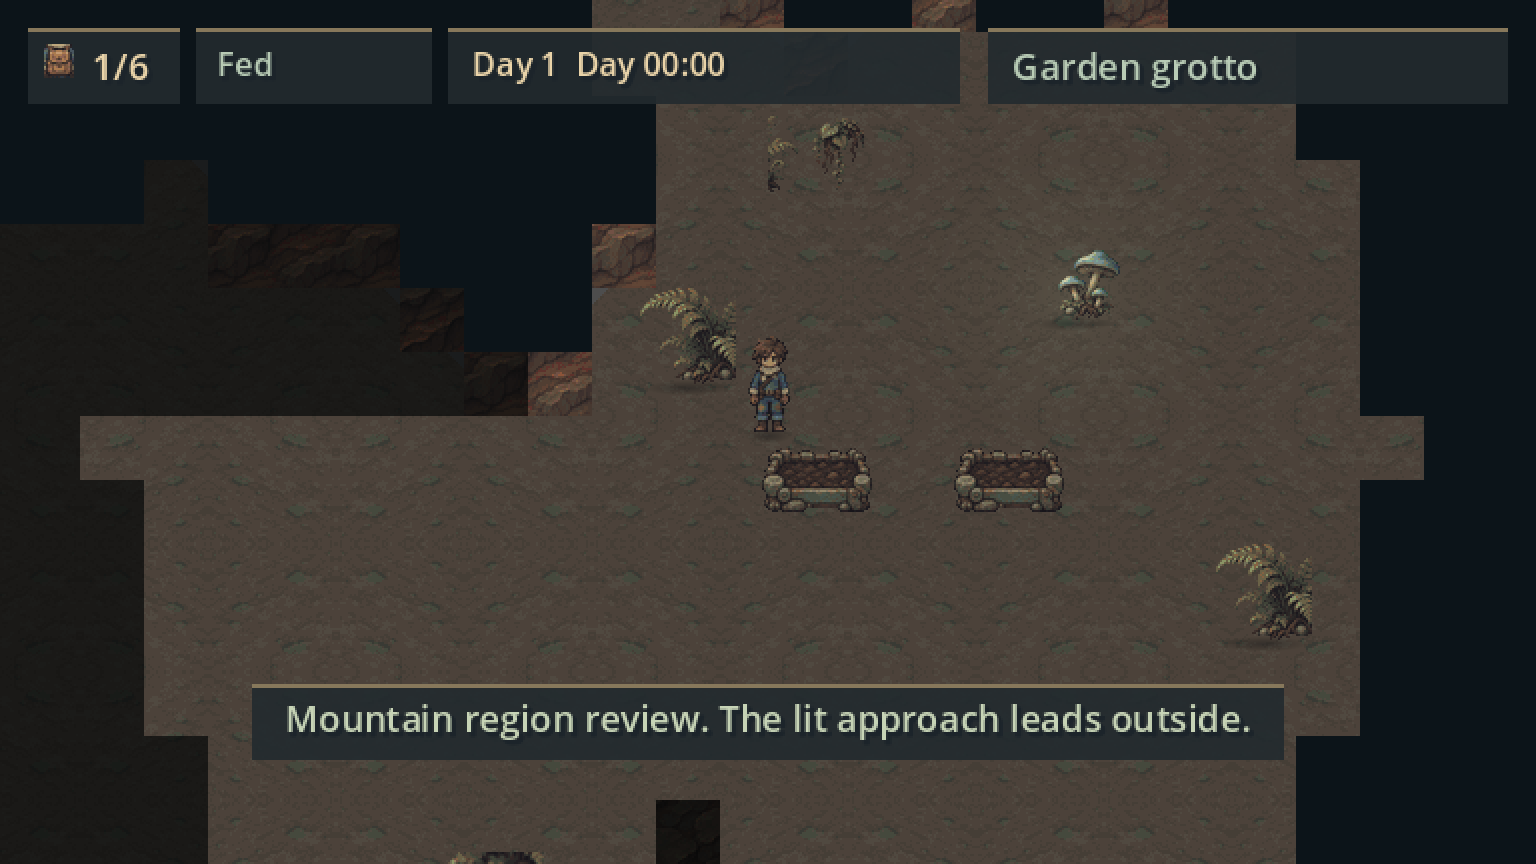 1/6
Fed
Day 1  Day 00:00
Garden grotto
Mountain region review. The lit approach leads outside.